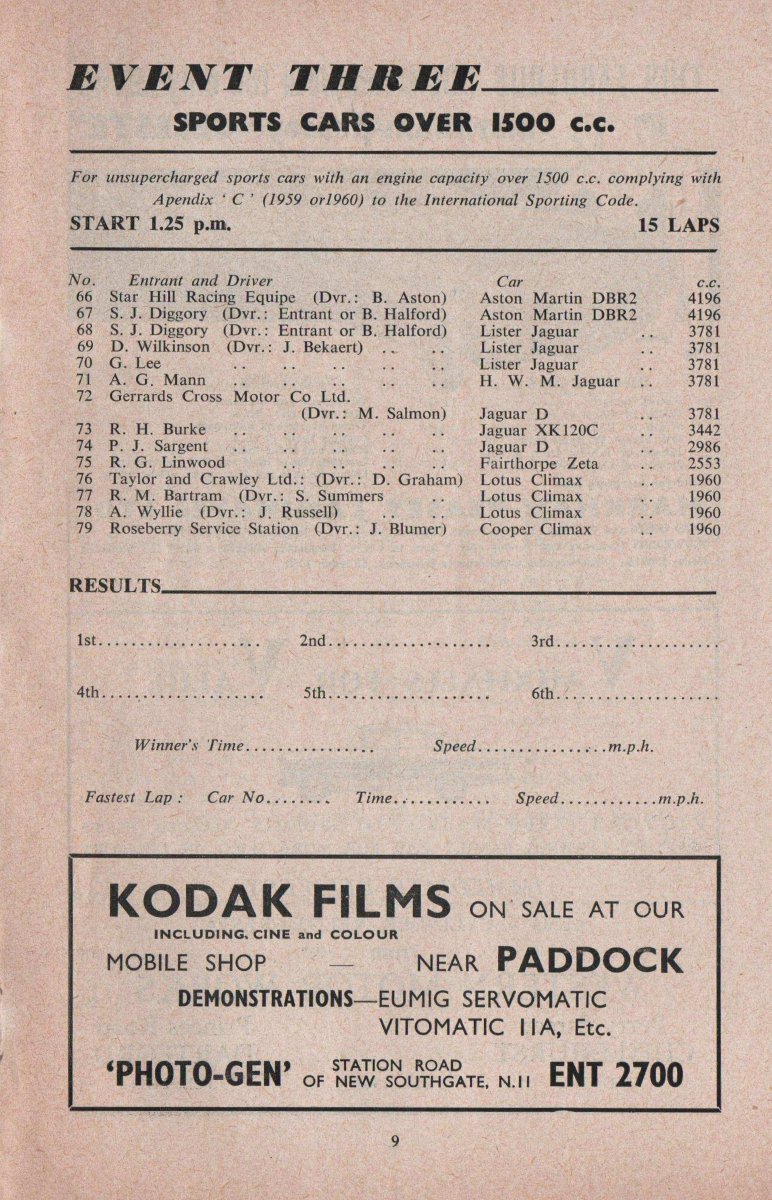 EVENT THREE
SPORTS CARS OVER 1500 c.c.
For unsupercharged sports cars with an engine capacity over 1500 c.c. complying with
Apendix ‘ C ’ (1959 or1960) to the International Sporting Code.
START 1.25 p.m. 15 LAPS
No. Entrant and Driver Car c.c.
66 Star Hill Racing Equipe (Dvr.: B. Aston) Aston Martin DBR2 4196
67 S. J. Diggory (Dvr.: Entrant or B. Halford) Aston Martin DBR2 4196
68 S. J. Diggory (Dvr.: Entrant or B. Halford) Lister Jaguar .. 3781
69 D. Wilkinson (Dvr.: J. Bekaert) .. .. Lister Jaguar .. 3781
70 G. Lee .. .. .. .. .. Lister Jaguar .. 3781
71 A. G. Mann .. .. .. .. .. H. W. M. Jaguar .. 3781
72 Gerrards Cross Motor Co Ltd.
(Dvr.: M. Salmon) Jaguar D .. 3781
73 R. H. Burke .. .. .. .. .. Jaguar XK120C .. 3442
74 P. J. Sargent .. .. .. .. .. Jaguar D .. 2986
75 R. G. Linwood .. .. .. .. Fairthorpe Zeta .. 2553
76 Taylor and Crawley Ltd.: (Dvr.: D. Graham) Lotus Climax .. 1960
77 R. M. Bartram (Dvr.: S. Summers .. Lotus Climax .. 1960
78 A. Wyllie (Dvr.: J. Russell) .. .. Lotus Climax .. 1960
79 Roseberry Service Station (Dvr.: J. Blumer) Cooper Climax .. 1960
RESULTS
1st.................... 2nd.................... 3rd....................
4th.................... 5th.................... 6th....................
Winner's Time................ Speed................m.p.h.
Fastest Lap : Car No........ Time............ Speed............m.p.h.
KODAK FILMS ON SALE AT OUR
INCLUDING. CINE and COLOUR
MOBILE SHOP — NEAR PADDOCK
DEMONSTRATIONS—EUMIG SERVOMATIC
VITOMATIC IIA, Etc.
'PHOTO-GEN' STATION ROAD
OF NEW SOUTHGATE, N.11 ENT 2700
9